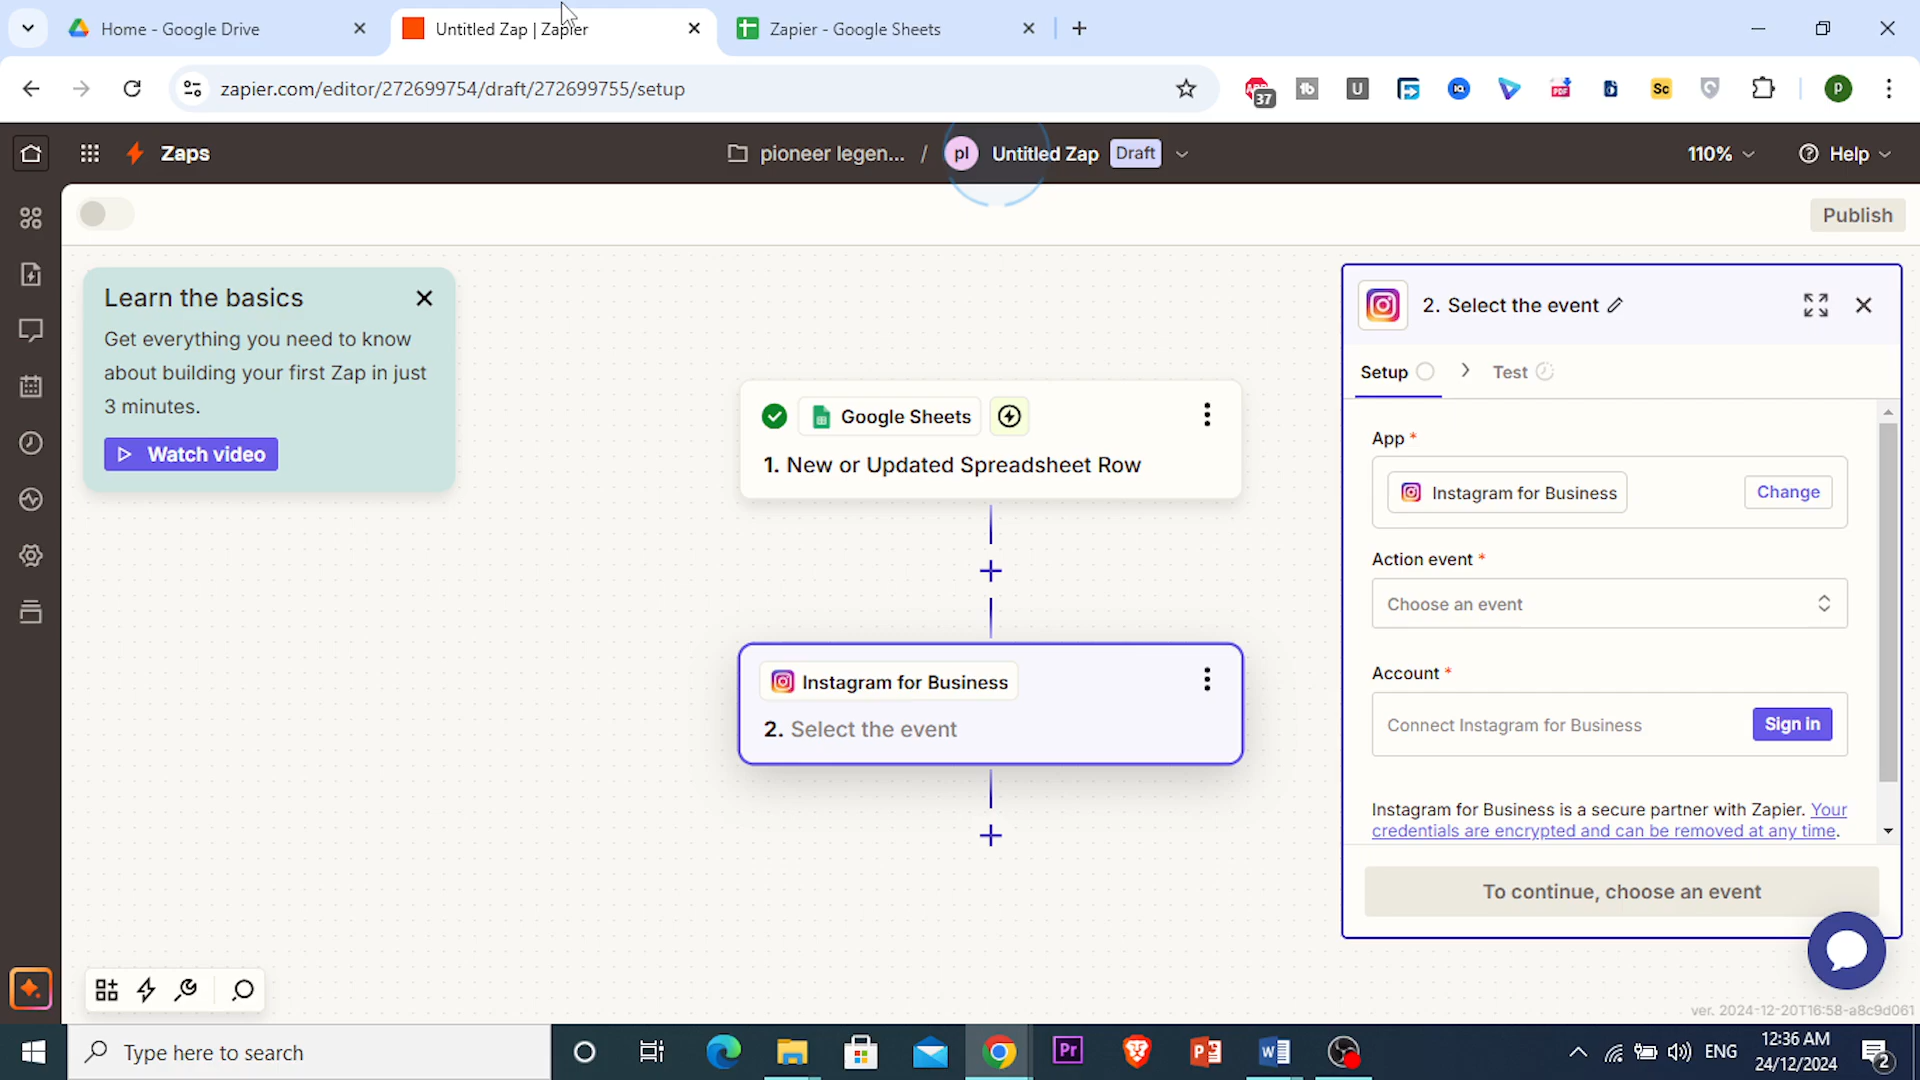 Home - Google Drive
Untitled Zap | Zapier
Zapier - Google Sheets
zapier.com/editor/272699754/draft/272699755/setup
37
U
PDF
Sc
p
Zaps
pioneer legen... / pl Untitled Zap Draft
110%
Help
Publish
Learn the basics
Get everything you need to know
about building your first Zap in just
3 minutes.
Watch video
Google Sheets
1. New or Updated Spreadsheet Row
Instagram for Business
2. Select the event
2. Select the event
Setup
Test
App *
Instagram for Business
Change
Action event *
Choose an event
Account *
Connect Instagram for Business
Sign in
Instagram for Business is a secure partner with Zapier. Your
credentials are encrypted and can be removed at any time.
To continue, choose an event
ver. 2024-12-20T16:58-a8c9d061
Type here to search
Pr
ENG
12:36 AM
24/12/2024
2